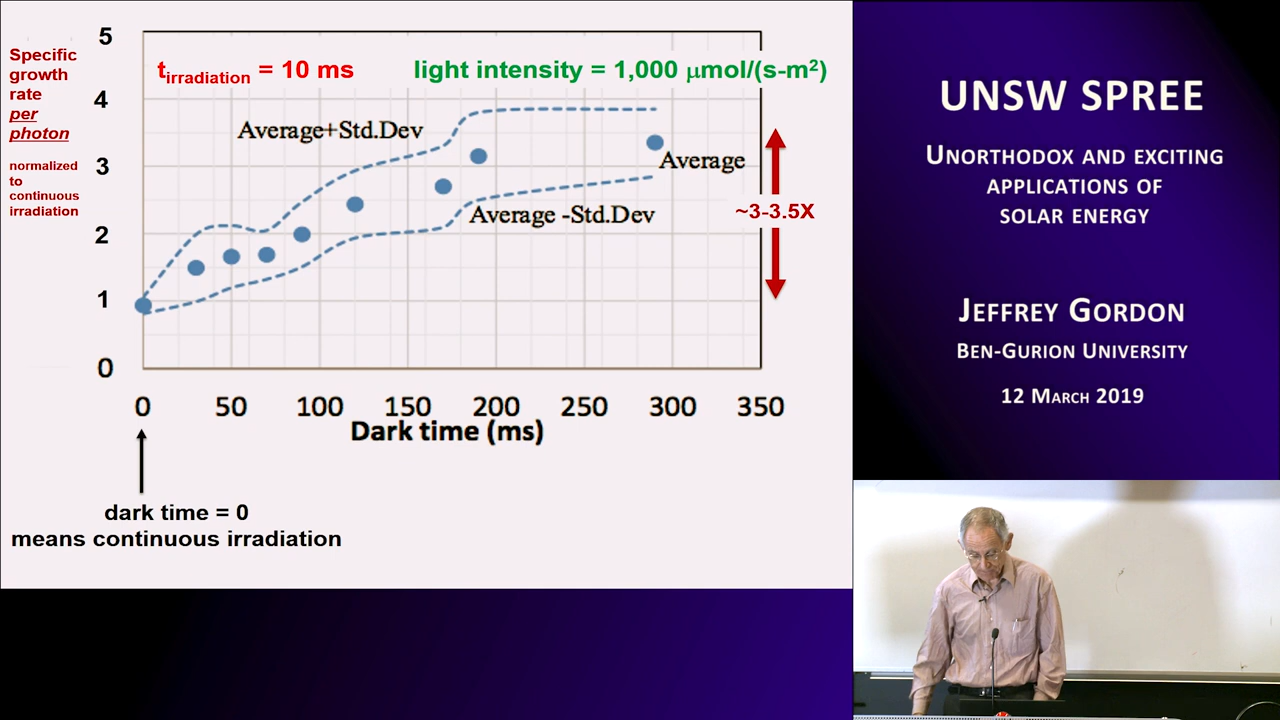 5
4
3
2
1
0
Specific
growth
rate
per
photon
normalized
to
continuous
irradiation
tirradiation = 10 ms
light intensity = 1,000 μmol/(s-m²)
Average+Std.Dev
Average
Average -Std.Dev
~3-3.5X
0 50 100 150 200 250 300 350
Dark time (ms)
dark time = 0
means continuous irradiation
UNSW SPREE
UNORTHODOX AND EXCITING
APPLICATIONS OF
SOLAR ENERGY
JEFFREY GORDON
BEN-GURION UNIVERSITY
12 MARCH 2019